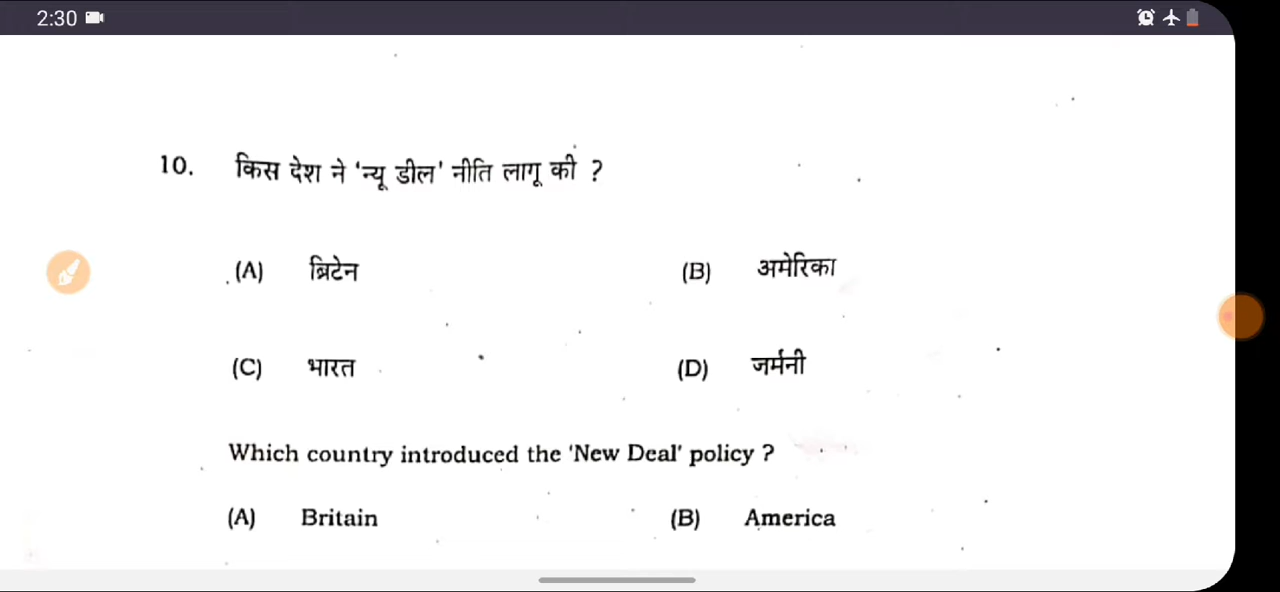 2:30
10. किस देश ने 'न्यू डील' नीति लागू की ?
(A) ब्रिटेन (B) अमेरिका
(C) भारत (D) जर्मनी
Which country introduced the 'New Deal' policy ?
(A) Britain (B) America